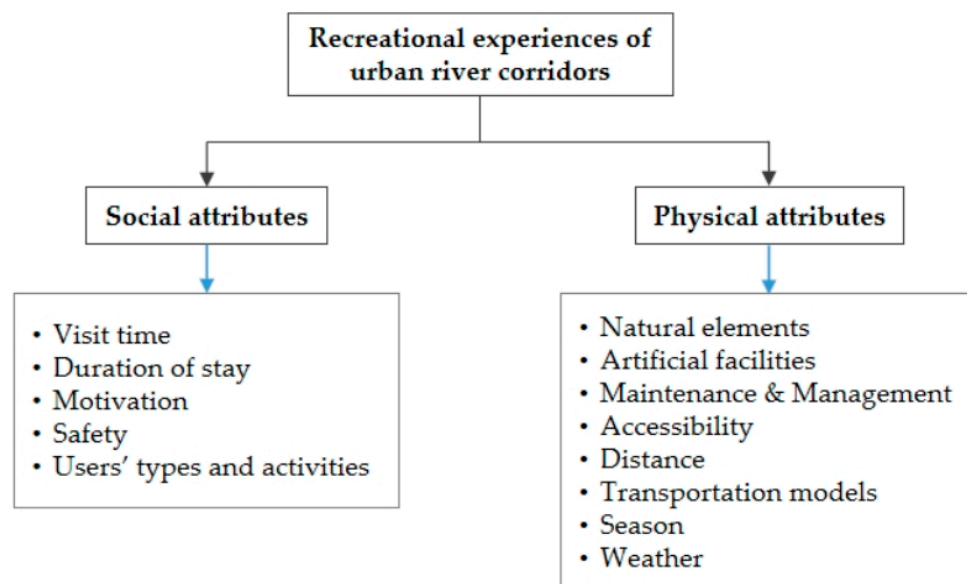 Recreational experiences of
urban river corridors
Social attributes
Physical attributes
• Visit time
• Duration of stay
• Motivation
• Safety
• Users’ types and activities
• Natural elements
• Artificial facilities
• Maintenance & Management
• Accessibility
• Distance
• Transportation models
• Season
• Weather